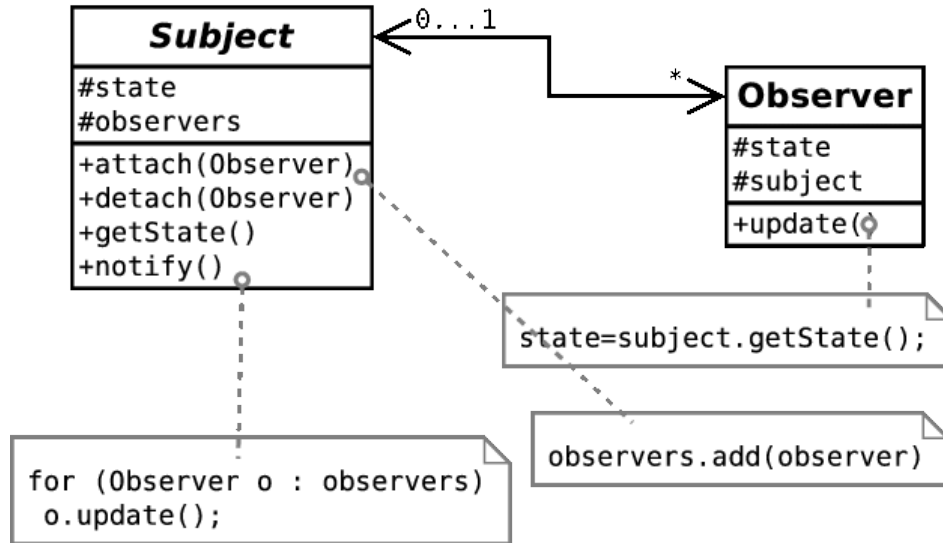 Subject
#state
#observers
+attach(Observer)
+detach(Observer)
+getState()
+notify()
0...1
*
Observer
#state
#subject
+update()
state=subject.getState();
observers.add(observer)
for (Observer o : observers)
o.update();